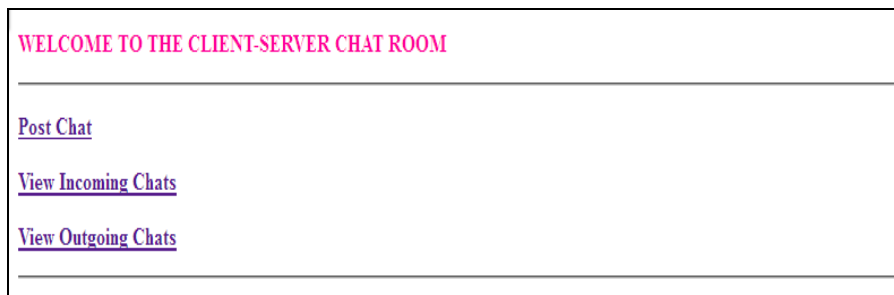 WELCOME TO THE CLIENT-SERVER CHAT ROOM
Post Chat
View Incoming Chats
View Outgoing Chats